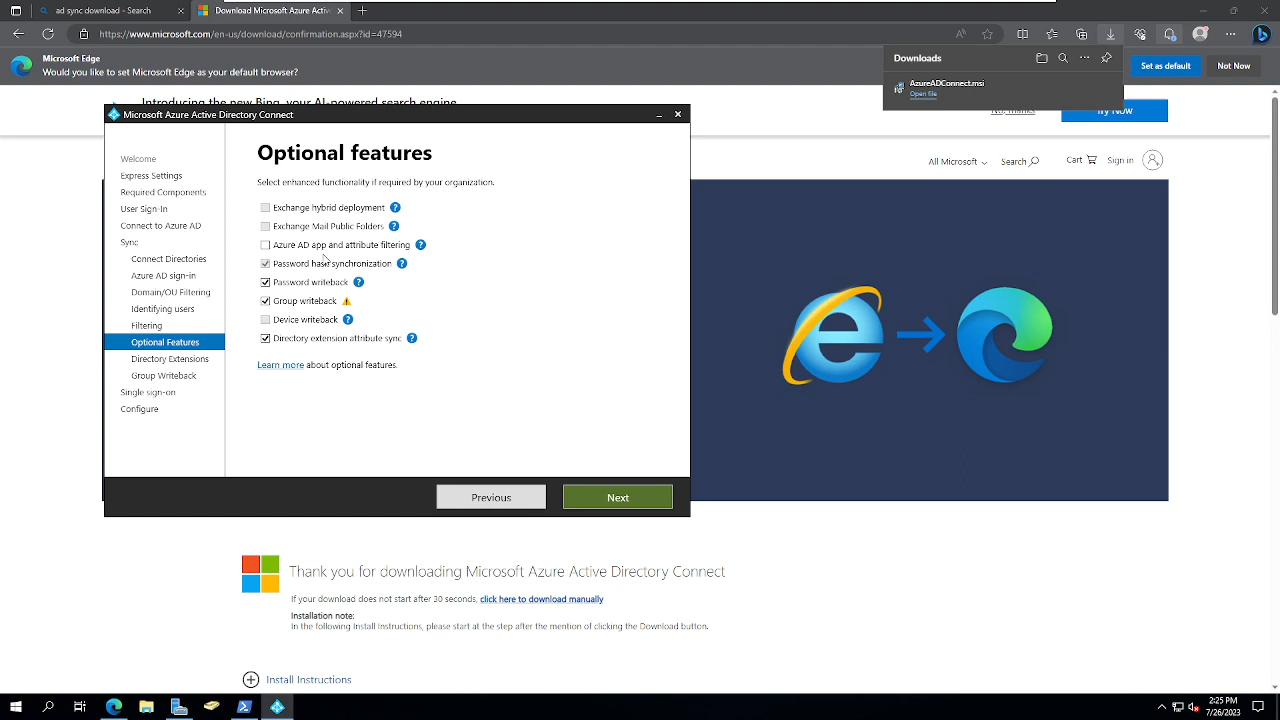 ad sync download - Search
Download Microsoft Azure Active
https://www.microsoft.com/en-us/download/confirmation.aspx?id=47594
Microsoft Edge
Would you like to set Microsoft Edge as your default browser?
Set as default
Not Now
Downloads
AzureADConnect.msi
Open file
Introducing the new Bing, your AI-powered search engine
No, thanks
Try Now
All Microsoft
Search
Cart
Sign in
Microsoft Azure Active Directory Connect
Welcome
Express Settings
Required Components
User Sign-In
Connect to Azure AD
Sync
Connect Directories
Azure AD sign-in
Domain/OU Filtering
Identifying users
Filtering
Optional Features
Directory Extensions
Group Writeback
Single sign-on
Configure
Optional features
Select enhanced functionality if required by your organization.
Exchange hybrid deployment
Exchange Mail Public Folders
Azure AD app and attribute filtering
Password hash synchronization
Password writeback
Group writeback
Device writeback
Directory extension attribute sync
Learn more about optional features.
Previous
Next
Thank you for downloading Microsoft Azure Active Directory Connect
If your download does not start after 30 seconds, click here to download manually
Installation note:
In the following Install Instructions, please start at the step after the mention of clicking the Download button.
Install Instructions
2:25 PM
7/26/2023